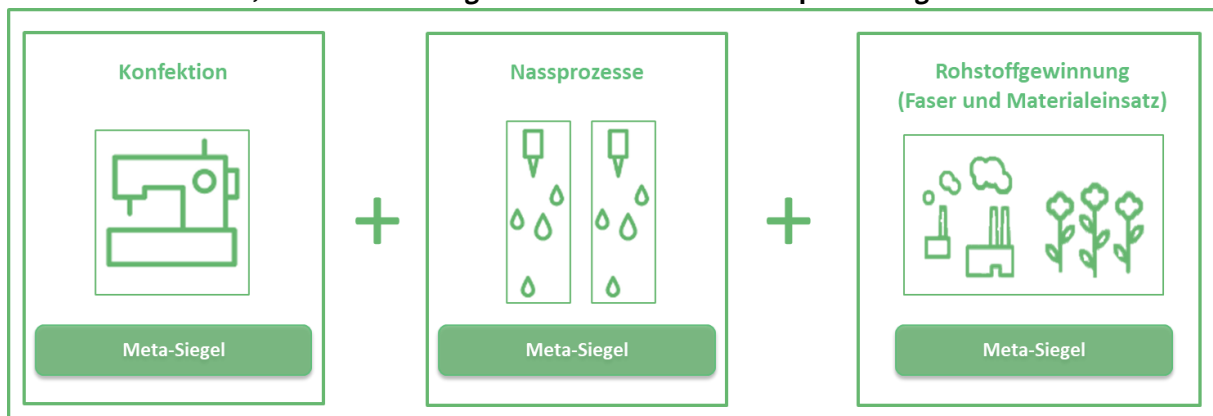 Konfektion
Nassprozesse
Rohstoffgewinnung
(Faser und Materialeinsatz)
Meta-Siegel
Meta-Siegel
Meta-Siegel